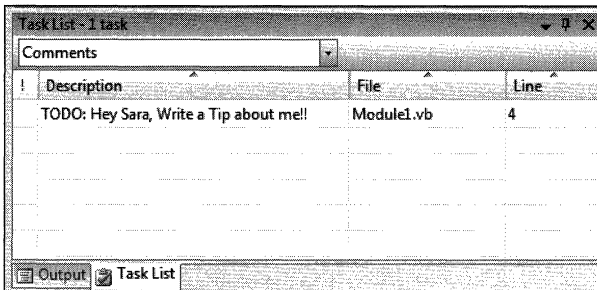 Task List - 1 task
Comments
! Description File Line
TODO: Hey Sara, Write a Tip about me!! Module1.vb 4
Output Task List